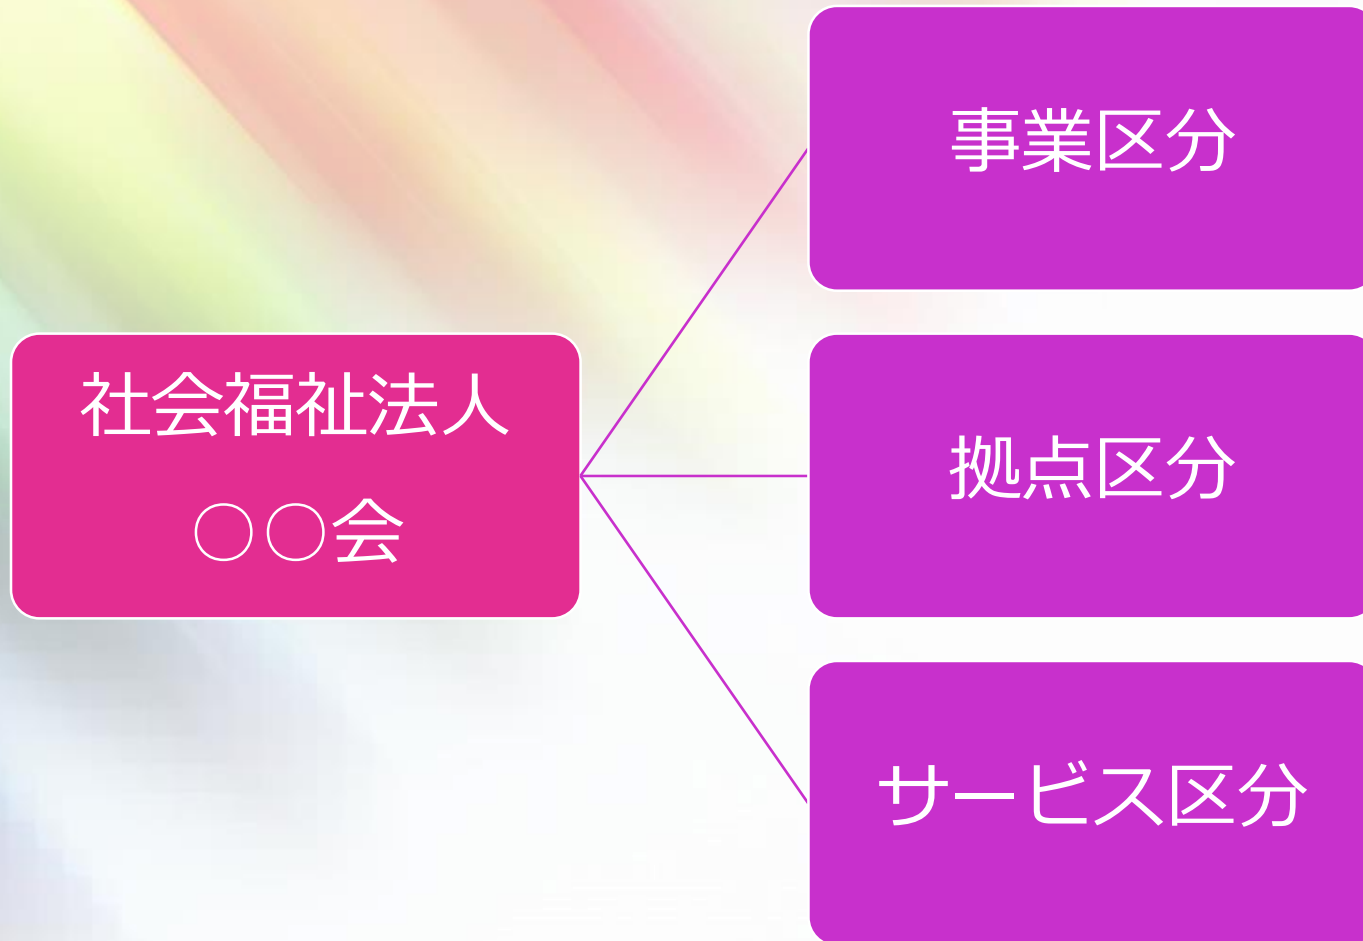 社会福祉法人
○○会
事業区分
拠点区分
サービス区分